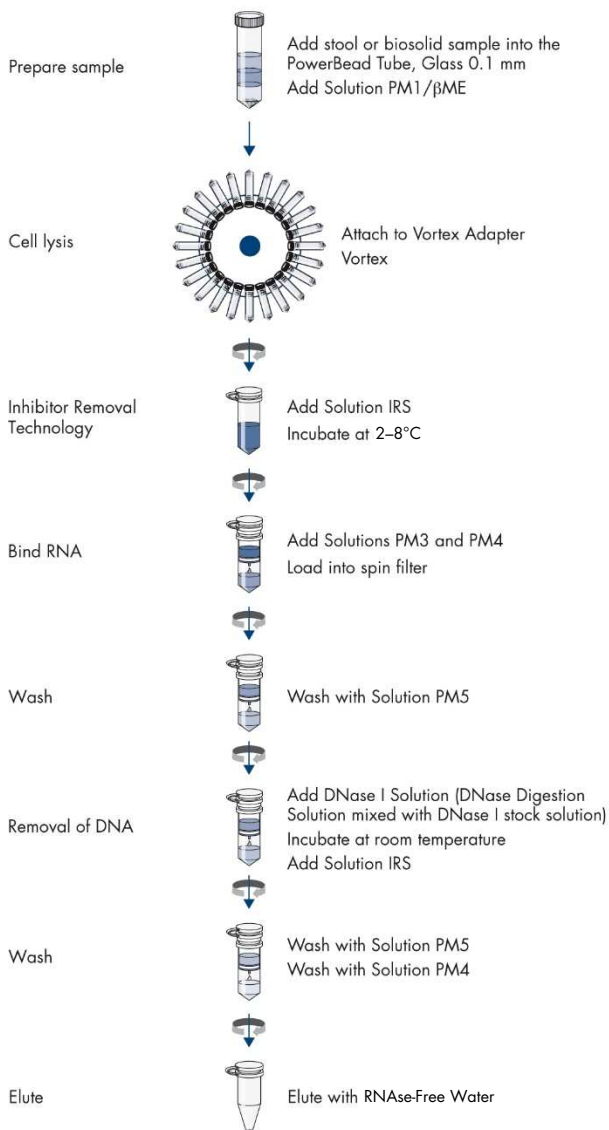 Prepare sample
Add stool or biosolid sample into the
PowerBead Tube, Glass 0.1 mm
Add Solution PM1/βME
Cell lysis
Attach to Vortex Adapter
Vortex
Inhibitor Removal
Technology
Add Solution IRS
Incubate at 2–8°C
Bind RNA
Add Solutions PM3 and PM4
Load into spin filter
Wash
Wash with Solution PM5
Removal of DNA
Add DNase I Solution (DNase Digestion
Solution mixed with DNase I stock solution)
Incubate at room temperature
Add Solution IRS
Wash
Wash with Solution PM5
Wash with Solution PM4
Elute
Elute with RNAse-Free Water